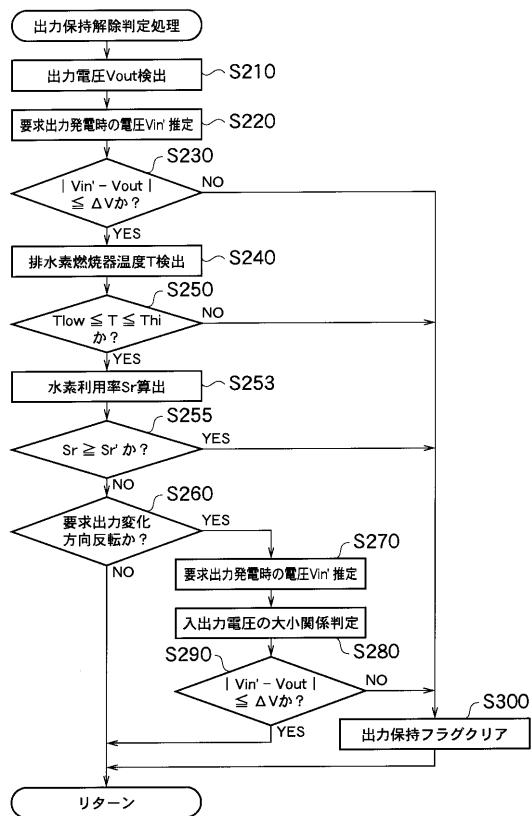 出力保持解除判定処理
出力電圧Vout検出
S210
要求出力発電時の電圧Vin'推定
S220
S230
| Vin' - Vout |
≦ ΔVか？
NO
YES
排水素燃焼器温度T検出
S240
S250
Tlow ≦ T ≦ Thi
か？
NO
YES
水素利用率Sr算出
S253
S255
Sr ≧ Sr' か？
YES
NO
S260
要求出力変化
方向反転か？
YES
NO
S270
要求出力発電時の電圧Vin'推定
入出力電圧の大小関係判定
S280
S290
| Vin' - Vout |
≦ ΔVか？
NO
YES
S300
出力保持フラグクリア
リターン